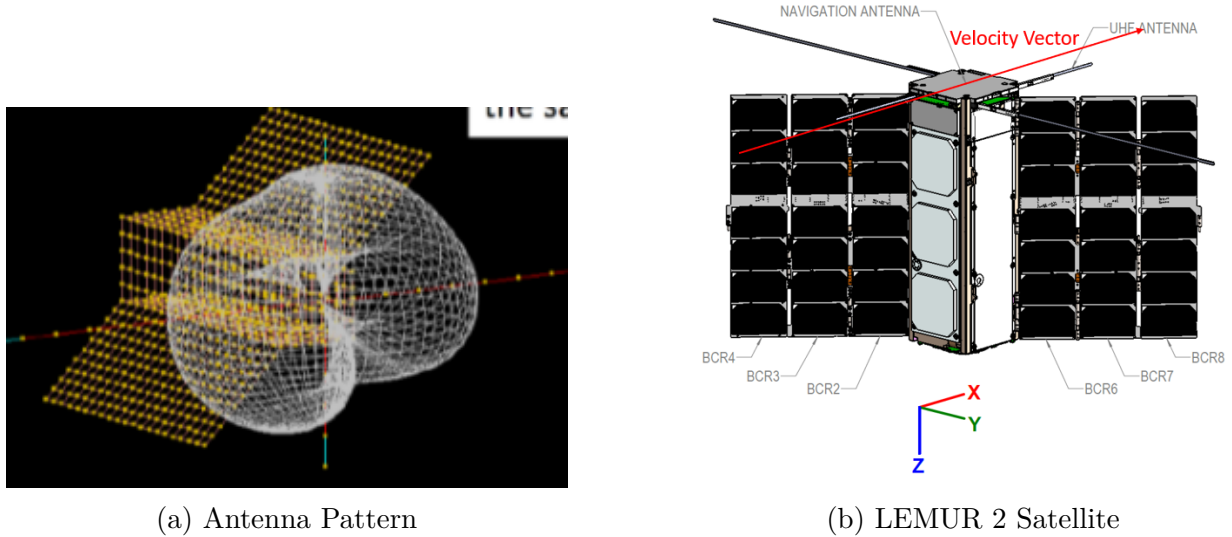 the sa
(a) Antenna Pattern
NAVIGATION ANTENNA
Velocity Vector
UHF ANTENNA
BCR4
BCR3
BCR2
BCR6
BCR7
BCR8
X
Y
Z
(b) LEMUR 2 Satellite